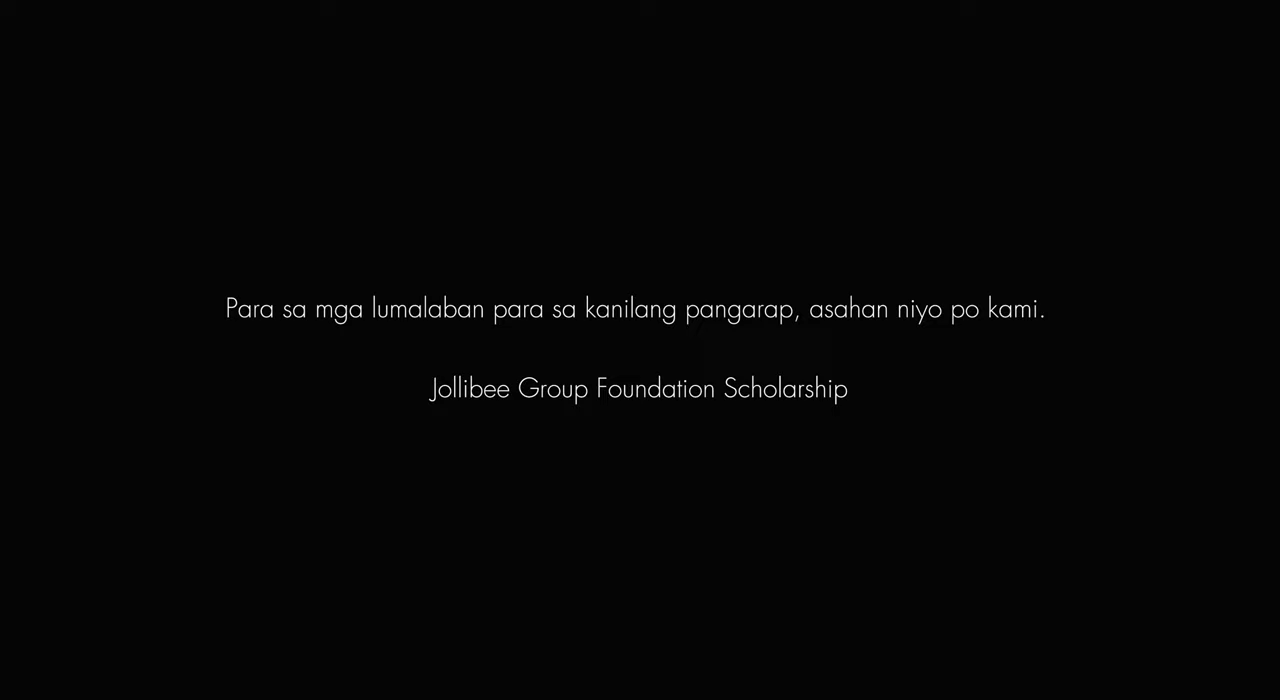 Para sa mga lumalaban para sa kanilang pangarap, asahan niyo po kami.
Jollibee Group Foundation Scholarship